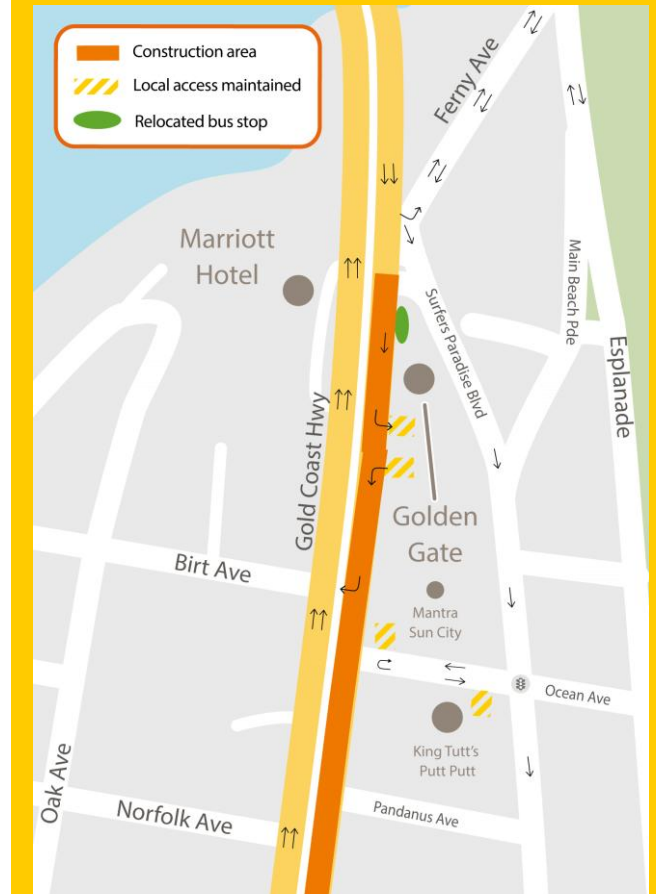 Construction area
Local access maintained
Relocated bus stop
Ferny Ave
Marriott
Hotel
Main Beach Pde
Surfers Paradise Blvd
Esplanade
Gold Coast Hwy
Golden
Gate
Birt Ave
Mantra
Sun City
Ocean Ave
King Tutt's
Putt Putt
Oak Ave
Norfolk Ave
Pandanus Ave